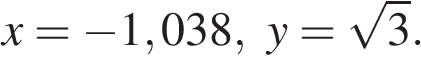 x = −1,038, y = √3.